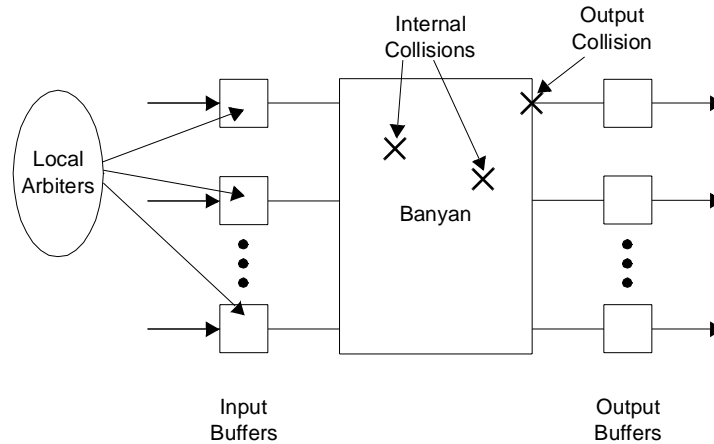 Internal
Collisions
Output
Collision
Local
Arbiters
Banyan
Input
Buffers
Output
Buffers